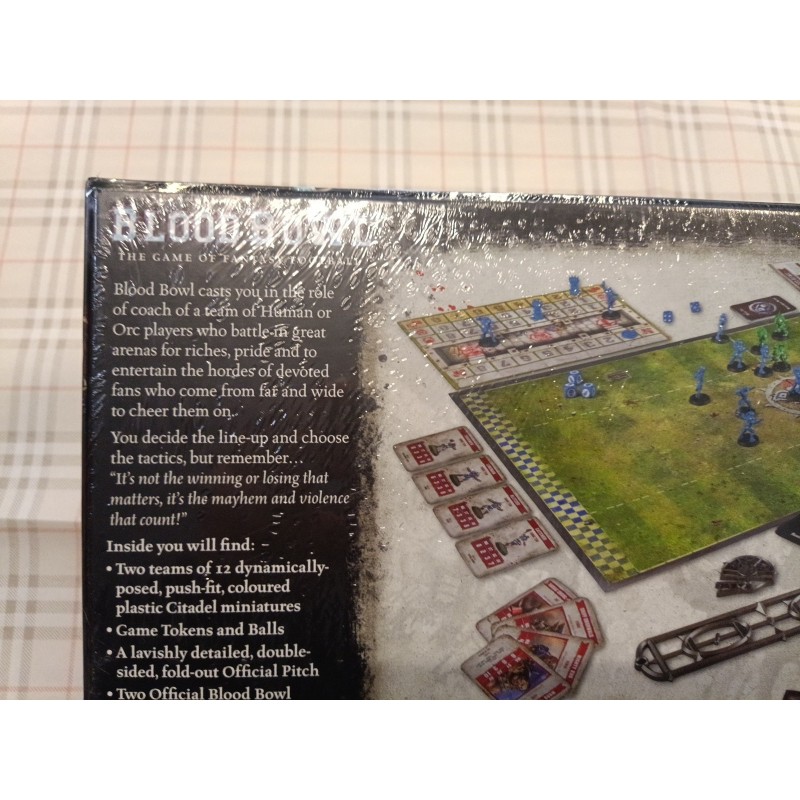 BLOOD BOWL
THE GAME OF FANTASY FOOTBALL
Blood Bowl casts you in the role
of coach of a team of Human or
Orc players who battle in great
arenas for riches, pride and to
entertain the hordes of devoted
fans who come from far and wide
to cheer them on.
You decide the line-up and choose
the tactics, but remember…
“It’s not the winning or losing that
matters, it’s the mayhem and violence
that count!”
Inside you will find:
• Two teams of 12 dynamically-
posed, push-fit, coloured
plastic Citadel miniatures
• Game Tokens and Balls
• A lavishly detailed, double-
sided, fold-out Official Pitch
• Two Official Blood Bowl